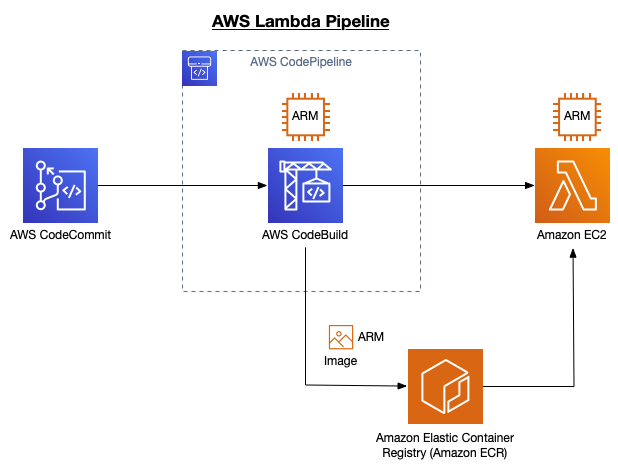 AWS Lambda Pipeline
AWS CodePipeline
ARM
ARM
AWS CodeCommit
AWS CodeBuild
Amazon EC2
ARM
Image
Amazon Elastic Container
Registry (Amazon ECR)